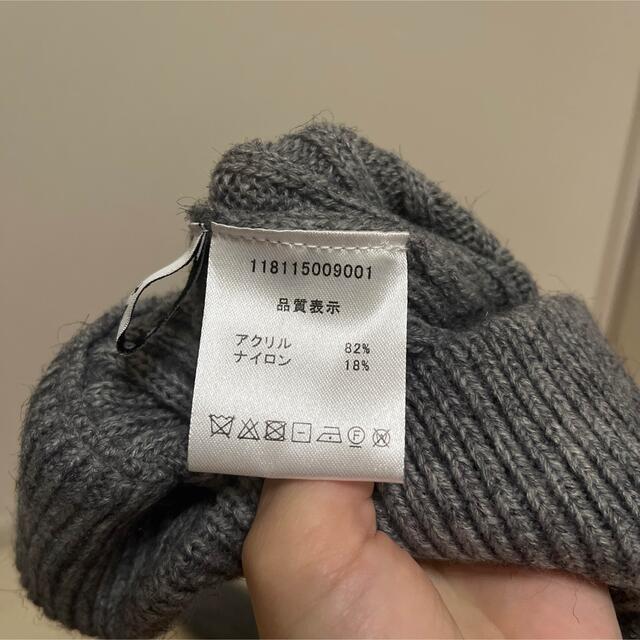 118115009001
品質表示
アクリル 82%
ナイロン 18%